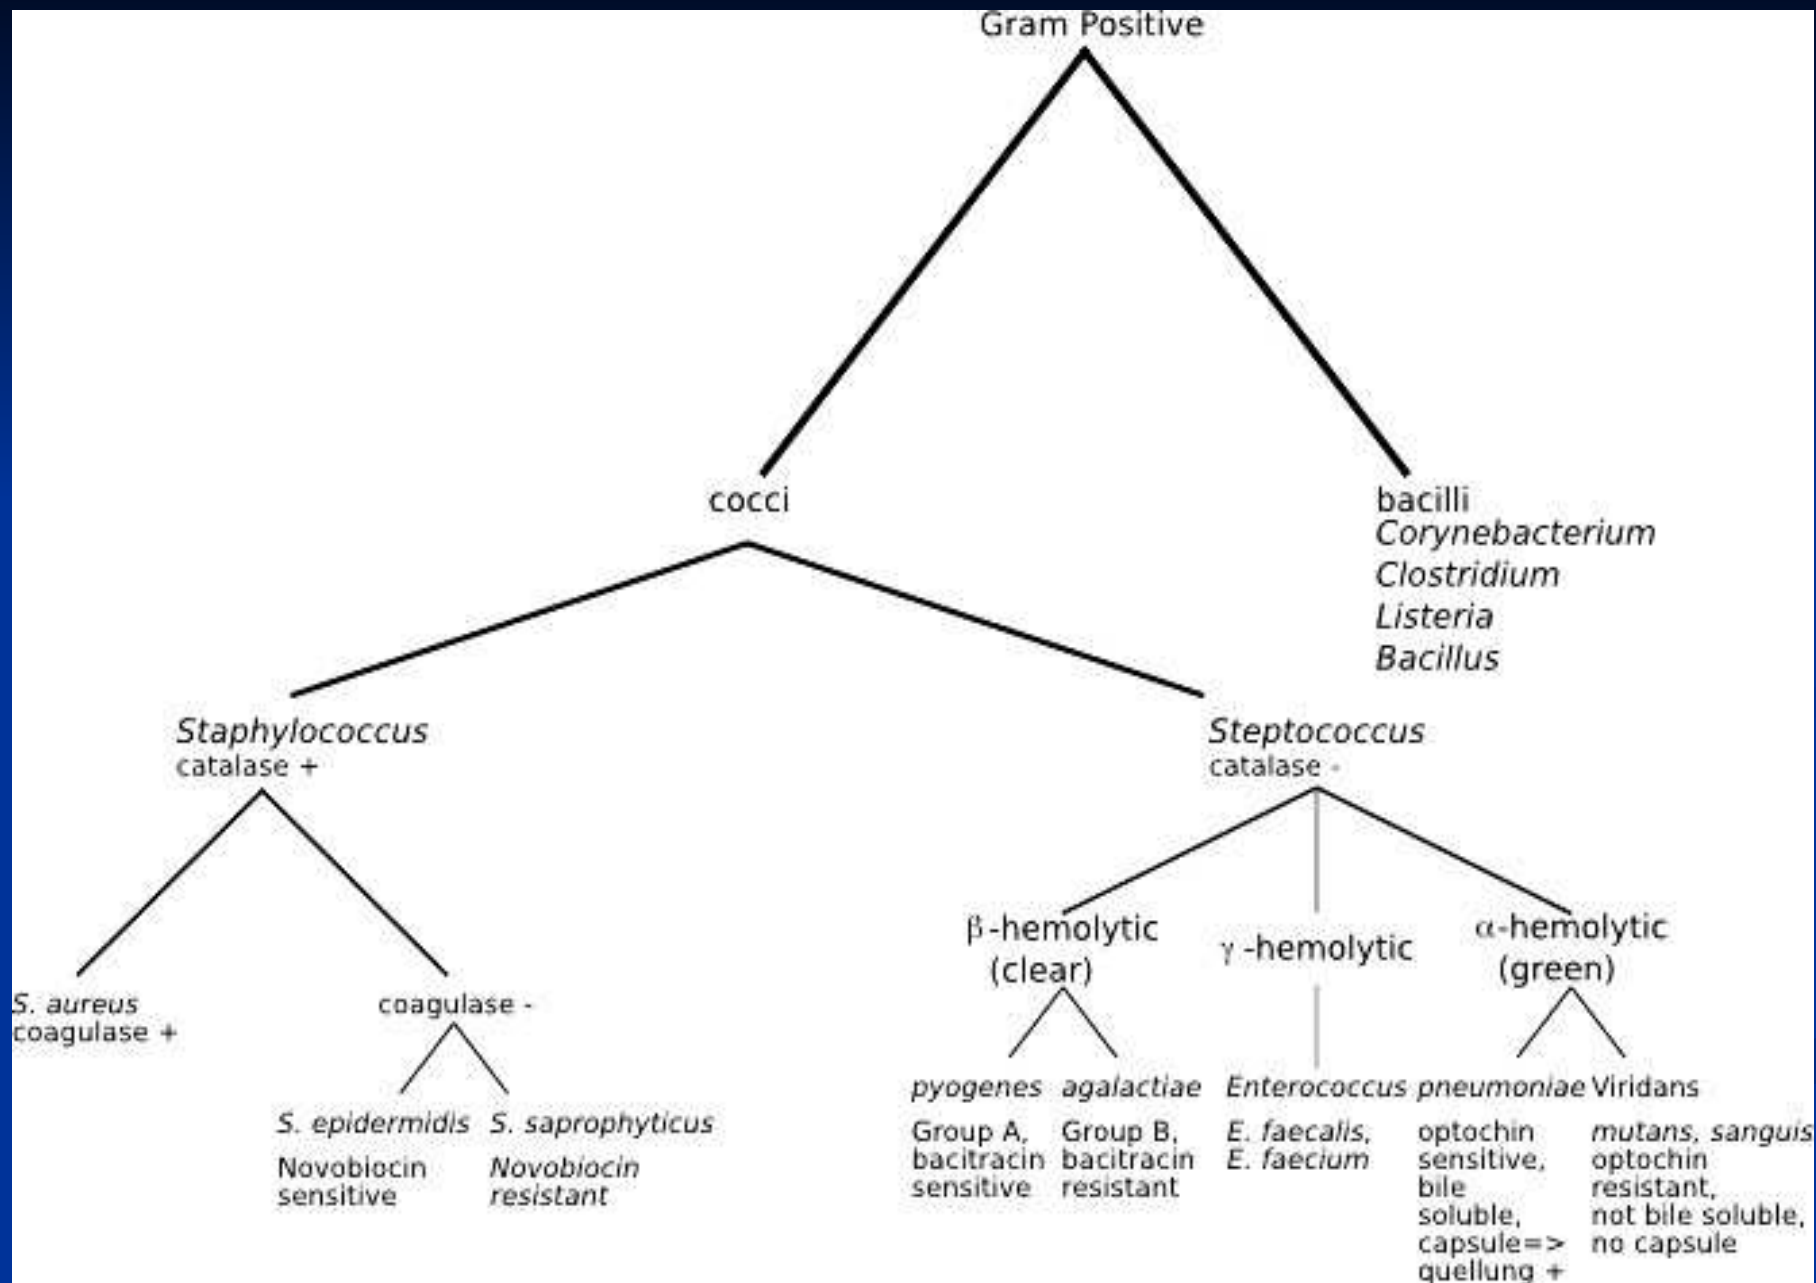 Gram Positive
cocci
bacilli
Corynebacterium
Clostridium
Listeria
Bacillus
Staphylococcus
catalase +
Steptococcus
catalase -
β-hemolytic
(clear)
γ-hemolytic
α-hemolytic
(green)
S. aureus
coagulase +
coagulase -
S. epidermidis
Novobiocin
sensitive
S. saprophyticus
Novobiocin
resistant
pyogenes
Group A,
bacitracin
sensitive
agalactiae
Group B,
bacitracin
resistant
Enterococcus
E. faecalis,
E. faecium
pneumoniae
optochin
sensitive,
bile
soluble,
capsule=>
quellung +
Viridans
mutans, sanguis
optochin
resistant,
not bile soluble,
no capsule